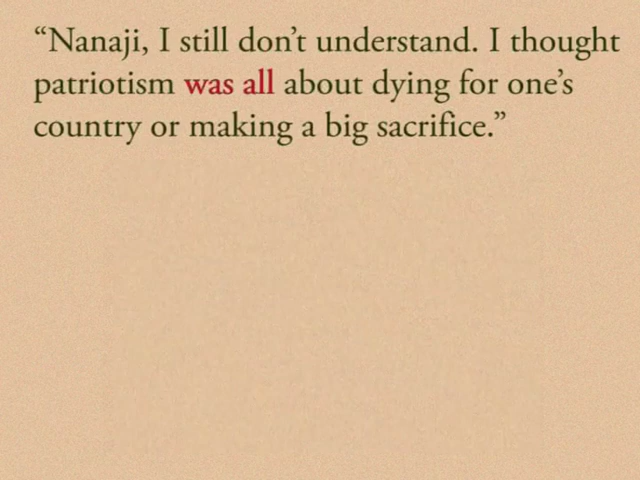 “Nanaji, I still don’t understand. I thought
patriotism was all about dying for one’s
country or making a big sacrifice.”